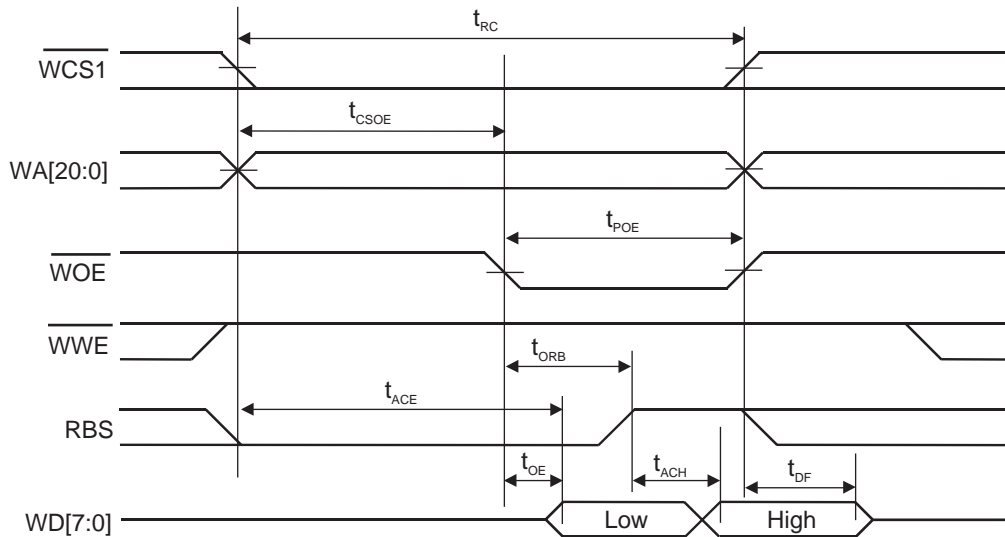 tRC
WCS1
tCSOE
WA[20:0]
tPOE
WOE
WWE
tORB
tACE
RBS
tOE
tACH
tDF
WD[7:0]
Low
High